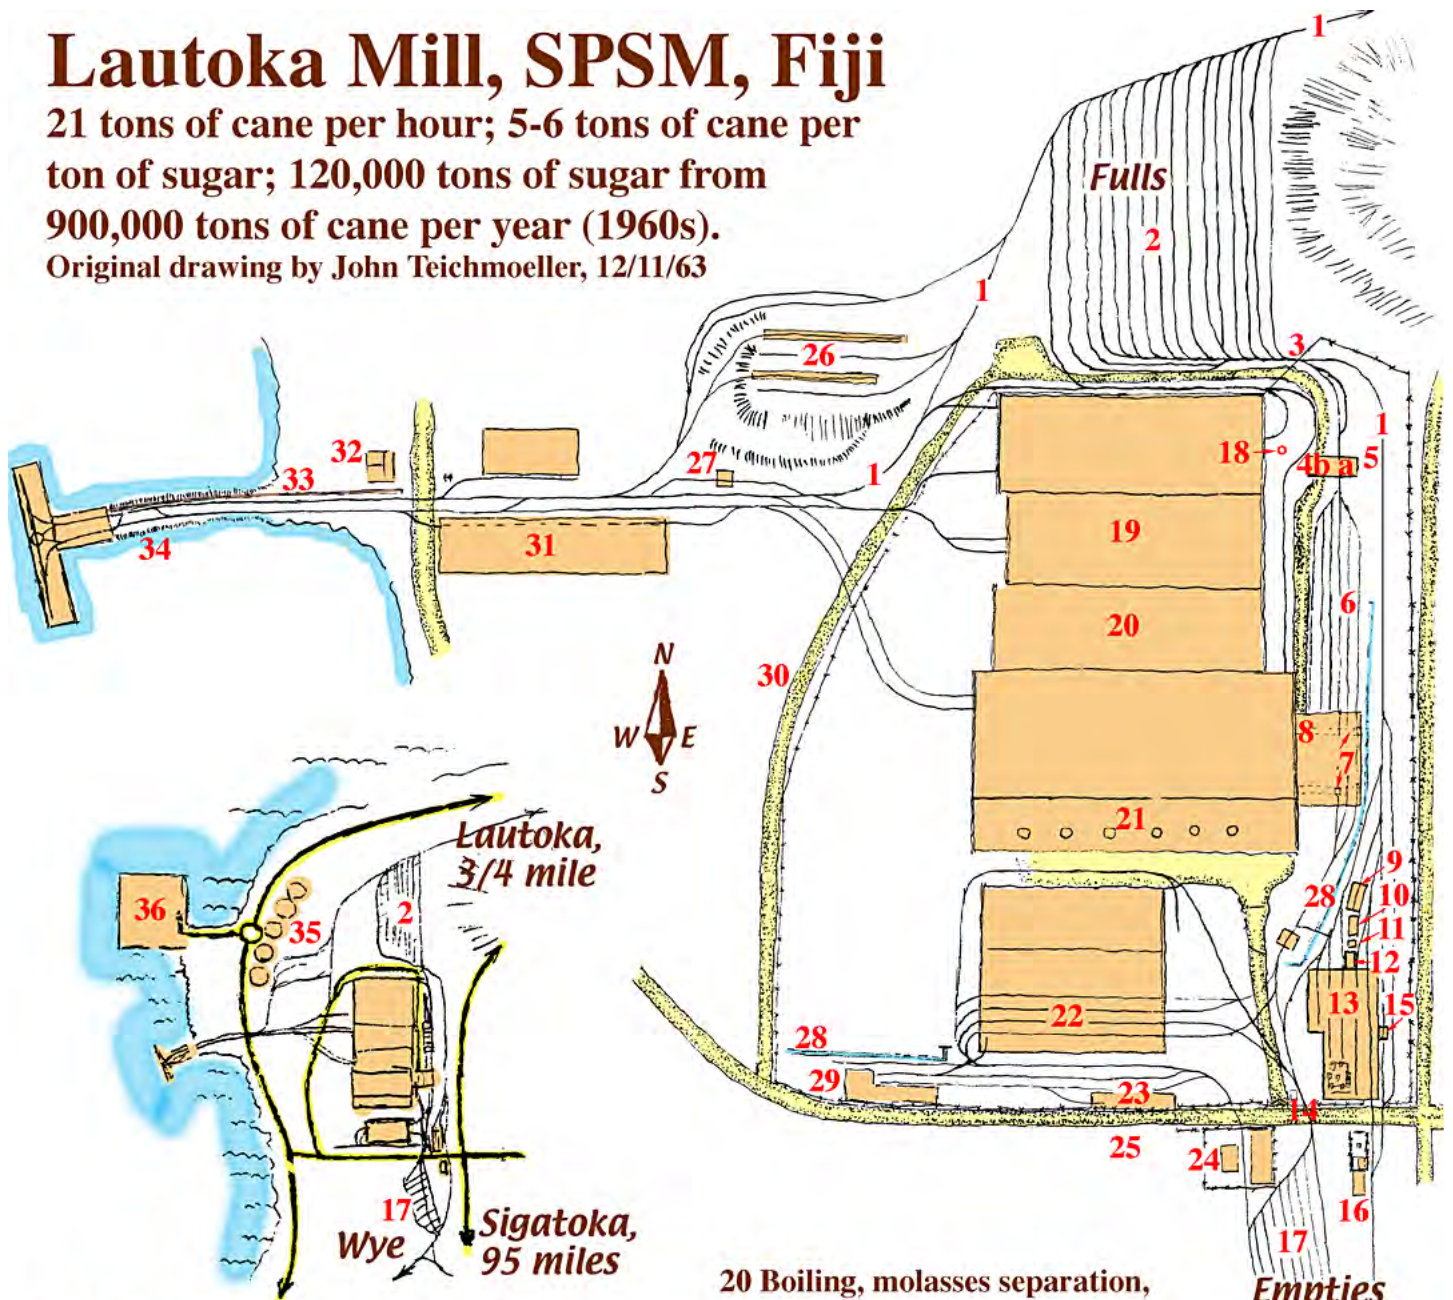 Lautoka Mill, SPSM, Fiji
21 tons of cane per hour; 5-6 tons of cane per
ton of sugar; 120,000 tons of sugar from
900,000 tons of cane per year (1960s).
Original drawing by John Teichmoeller, 12/11/63
1
Fulls
2
1
3
26
1
32
27
1
18
4b a
5
33
34
31
19
6
20
30
N
W E
S
8
7
21
Lautoka,
3/4 mile
9
28
10
36
35
2
11
12
13
15
22
28
29
23
14
25
24
16
17
Wye
Sigatoka,
95 miles
17
20 Boiling, molasses separation,
Empties